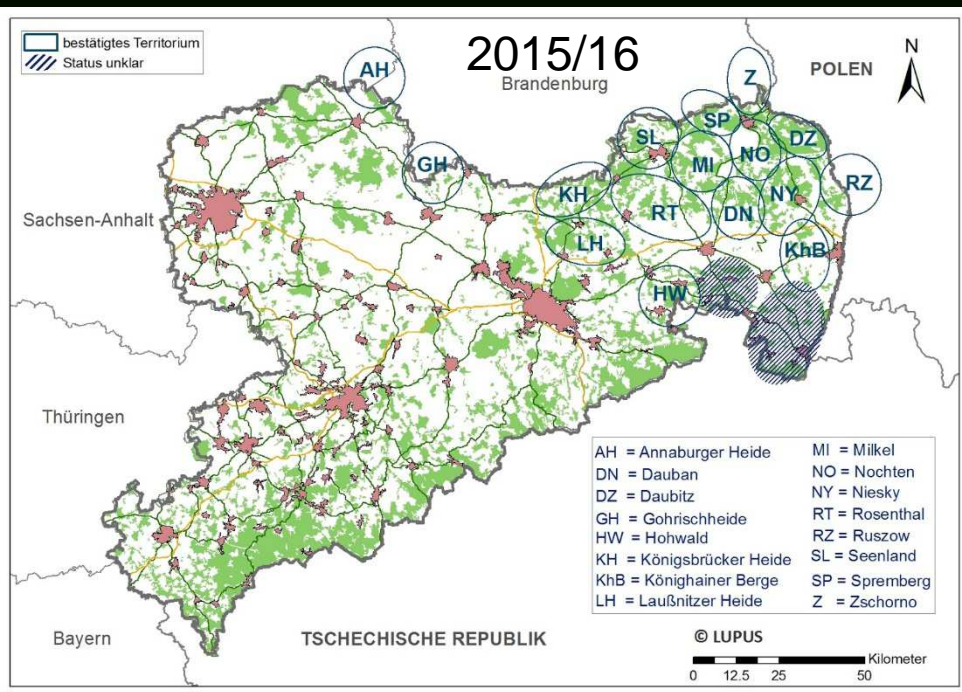 2015/16
bestätigtes Territorium
Status unklar
N
Brandenburg
POLEN
AH
Z
SP
SL
DZ
NO
MI
GH
RZ
KH
NY
RT
DN
Sachsen-Anhalt
LH
KhB
HW
Thüringen
AH = Annaburger Heide
DN = Dauban
DZ = Daubitz
GH = Gohrischheide
HW = Hohwald
KH = Königsbrücker Heide
KhB = Könighainer Berge
LH = Laußnitzer Heide
MI = Milkel
NO = Nochten
NY = Niesky
RT = Rosenthal
RZ = Ruszow
SL = Seenland
SP = Spremberg
Z = Zschorno
Bayern
TSCHECHISCHE REPUBLIK
© LUPUS
Kilometer
0 12.5 25 50